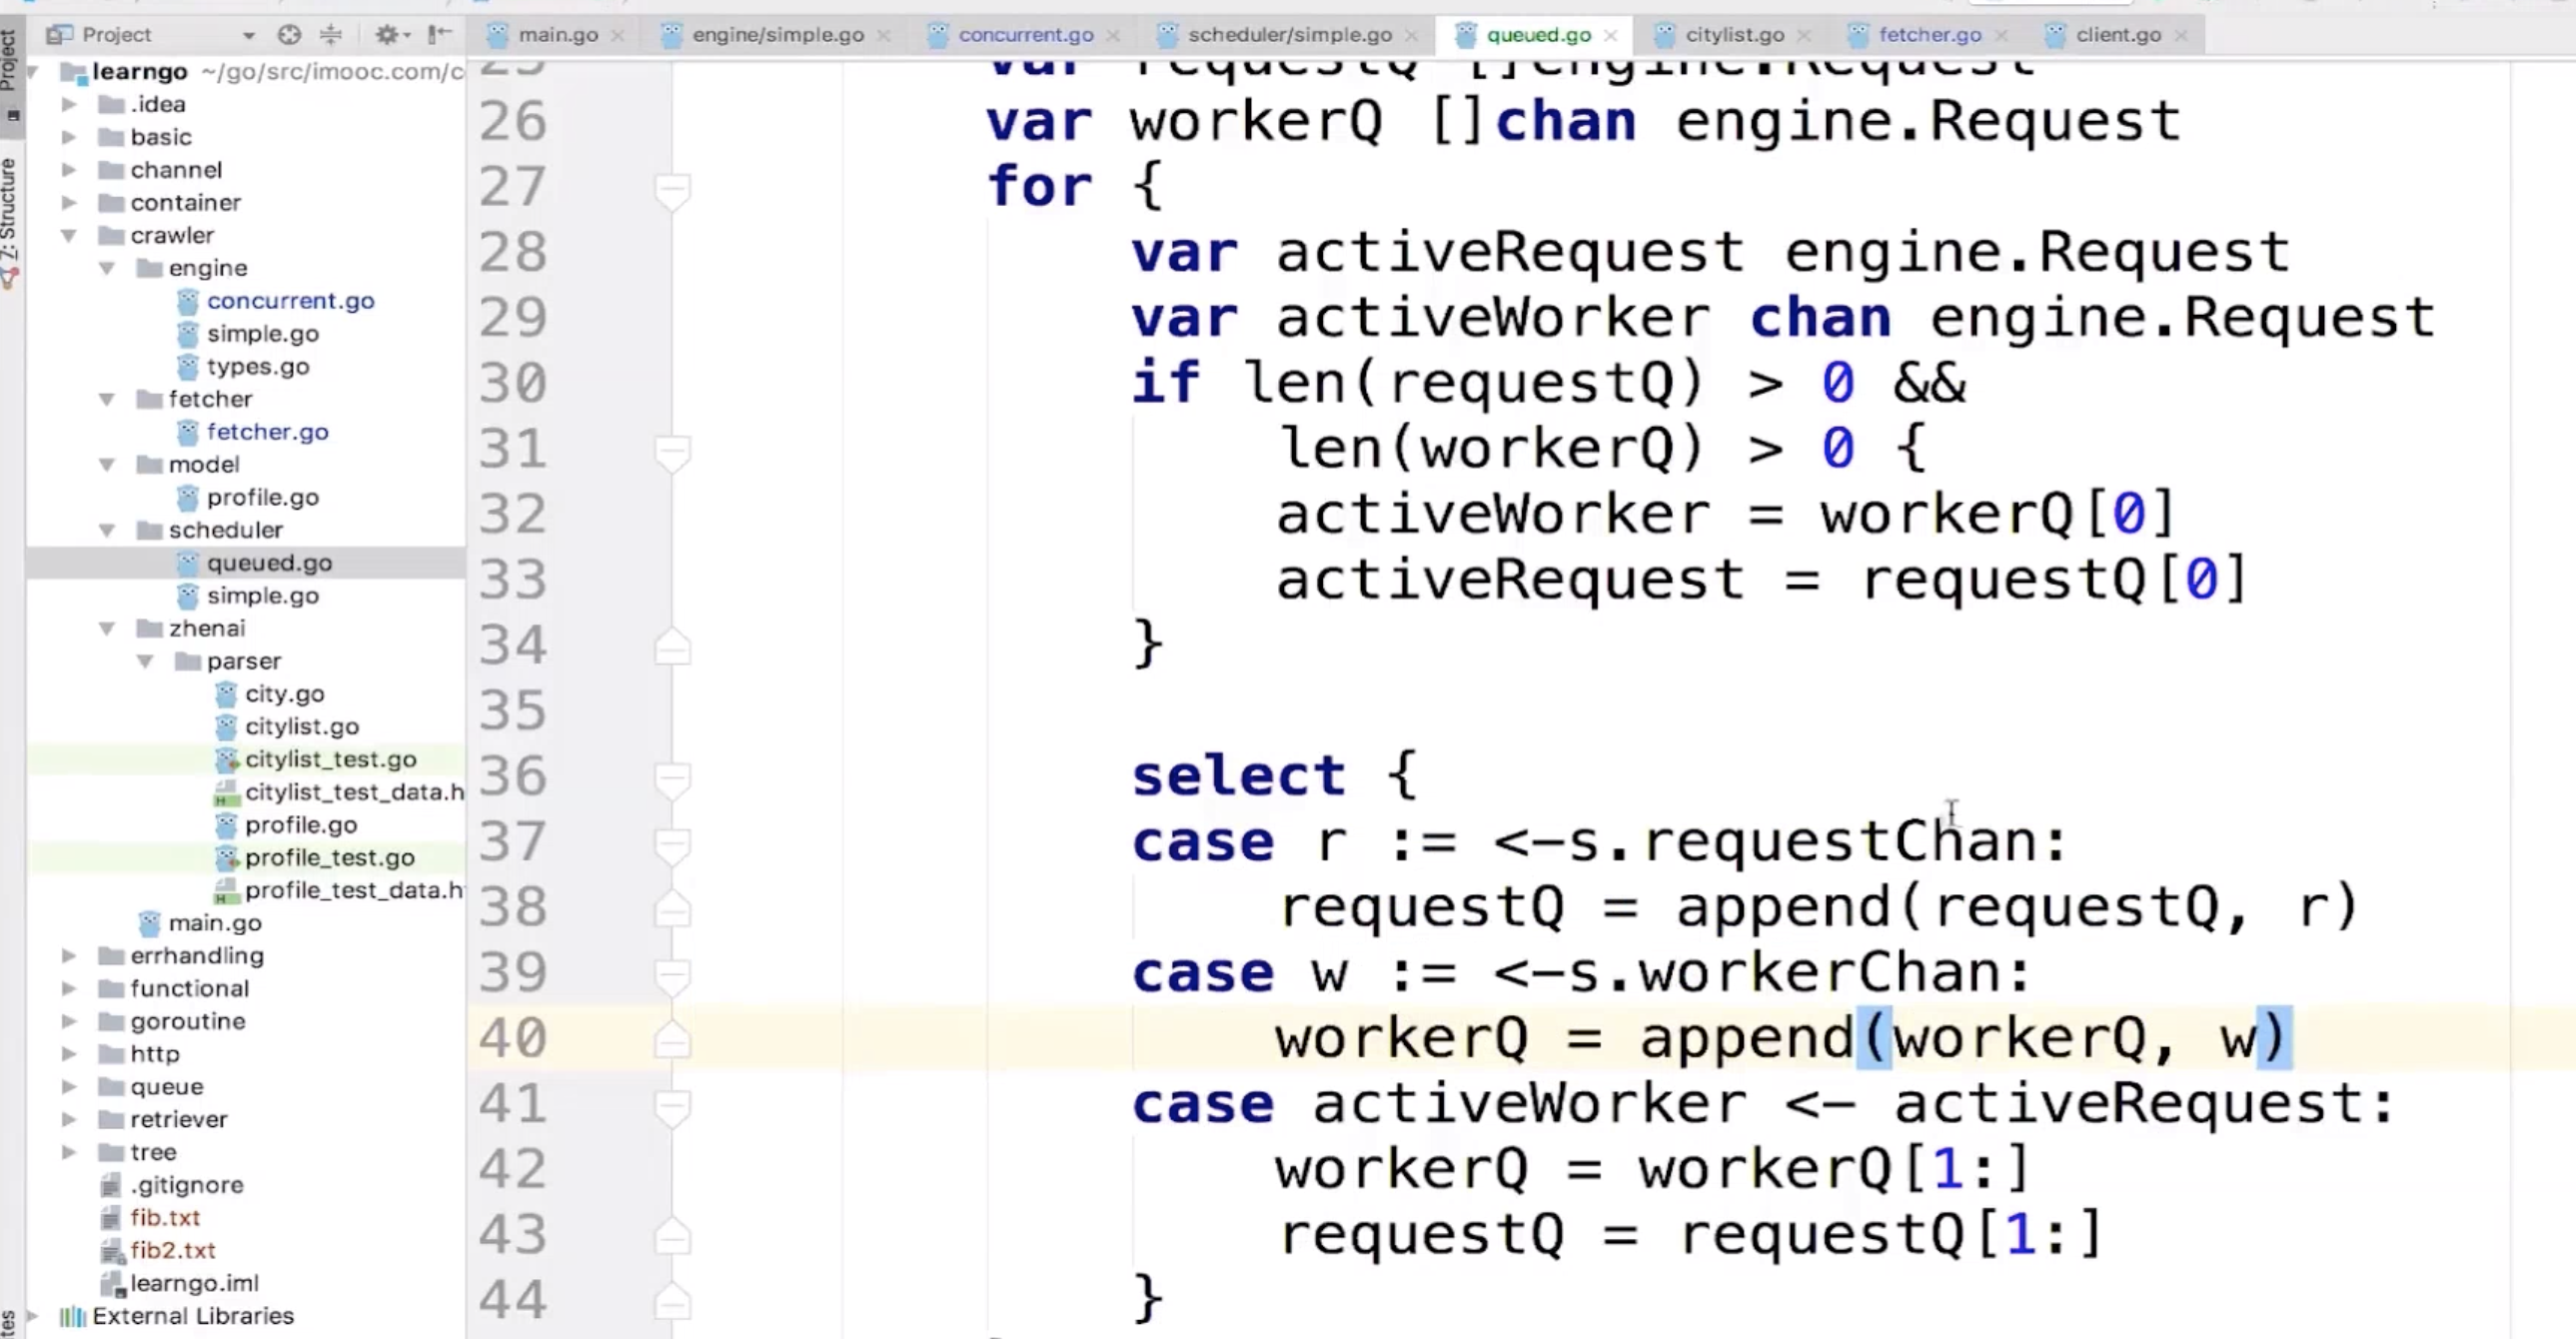 Project
main.go
engine/simple.go
concurrent.go
scheduler/simple.go
queued.go
citylist.go
fetcher.go
client.go
Project
Z: Structure
learngo ~/go/src/imooc.com/c
.idea
basic
channel
container
crawler
engine
concurrent.go
simple.go
types.go
fetcher
fetcher.go
model
profile.go
scheduler
queued.go
simple.go
zhenai
parser
city.go
citylist.go
citylist_test.go
citylist_test_data.h
profile.go
profile_test.go
profile_test_data.h
main.go
errhandling
functional
goroutine
http
queue
retriever
tree
.gitignore
fib.txt
fib2.txt
learngo.iml
External Libraries
25 var requestQ []engine.Request
26 var workerQ []chan engine.Request
27 for {
28 var activeRequest engine.Request
29 var activeWorker chan engine.Request
30 if len(requestQ) > 0 &&
31 len(workerQ) > 0 {
32 activeWorker = workerQ[0]
33 activeRequest = requestQ[0]
34 }
35
36 select {
37 case r := <-s.requestChan:
38 requestQ = append(requestQ, r)
39 case w := <-s.workerChan:
40 workerQ = append(workerQ, w)
41 case activeWorker <- activeRequest:
42 workerQ = workerQ[1:]
43 requestQ = requestQ[1:]
44 }